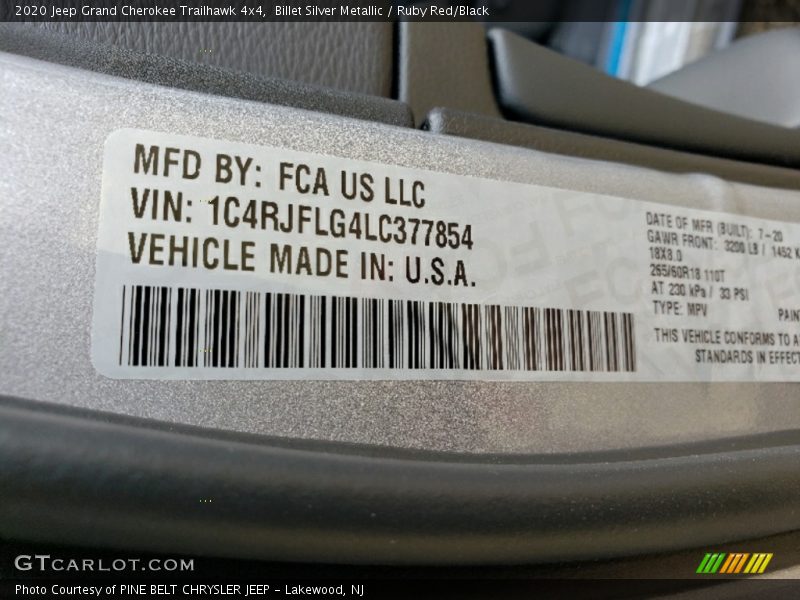 2020 Jeep Grand Cherokee Trailhawk 4x4,  Billet Silver Metallic / Ruby Red/Black
MFD BY: FCA US LLC
VIN: 1C4RJFLG4LC377854
VEHICLE MADE IN: U.S.A.
DATE OF MFR (BUILT): 7-20
GAWR FRONT: 3200 LB / 1452 K
18X8.0
265/60R18 110T
AT 230 kPa / 33 PSI
TYPE: MPV
PAIN
THIS VEHICLE CONFORMS TO A
STANDARDS IN EFFECT
GTCARLOT.COM
Photo Courtesy of PINE BELT CHRYSLER JEEP - Lakewood, NJ